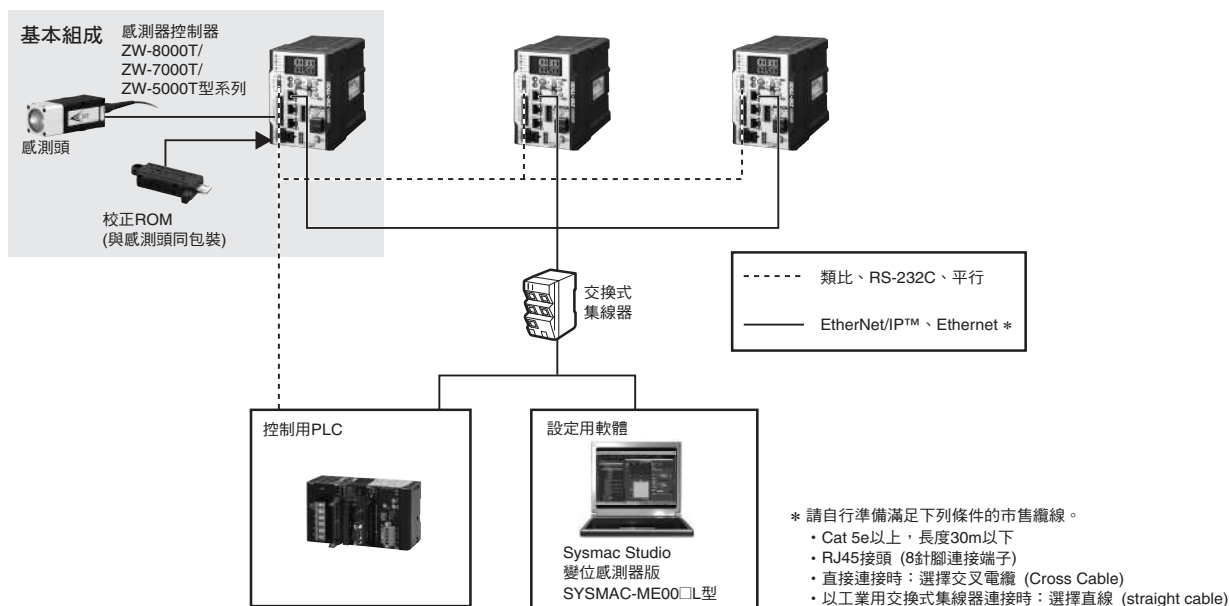 基本組成
感測器控制器
ZW-8000T/
ZW-7000T/
ZW-5000T型系列
感測頭
校正ROM
(與感測頭同包裝)
交換式
集線器
類比、RS-232C、平行
EtherNet/IP™、Ethernet *
控制用PLC
設定用軟體
Sysmac Studio
變位感測器版
SYSMAC-ME00□L型
* 請自行準備滿足下列條件的市售纜線。
・Cat 5e以上，長度30m以下
・RJ45接頭 (8針腳連接端子)
・直接連接時：選擇交叉電纜 (Cross Cable)
・以工業用交換式集線器連接時：選擇直線 (straight cable)